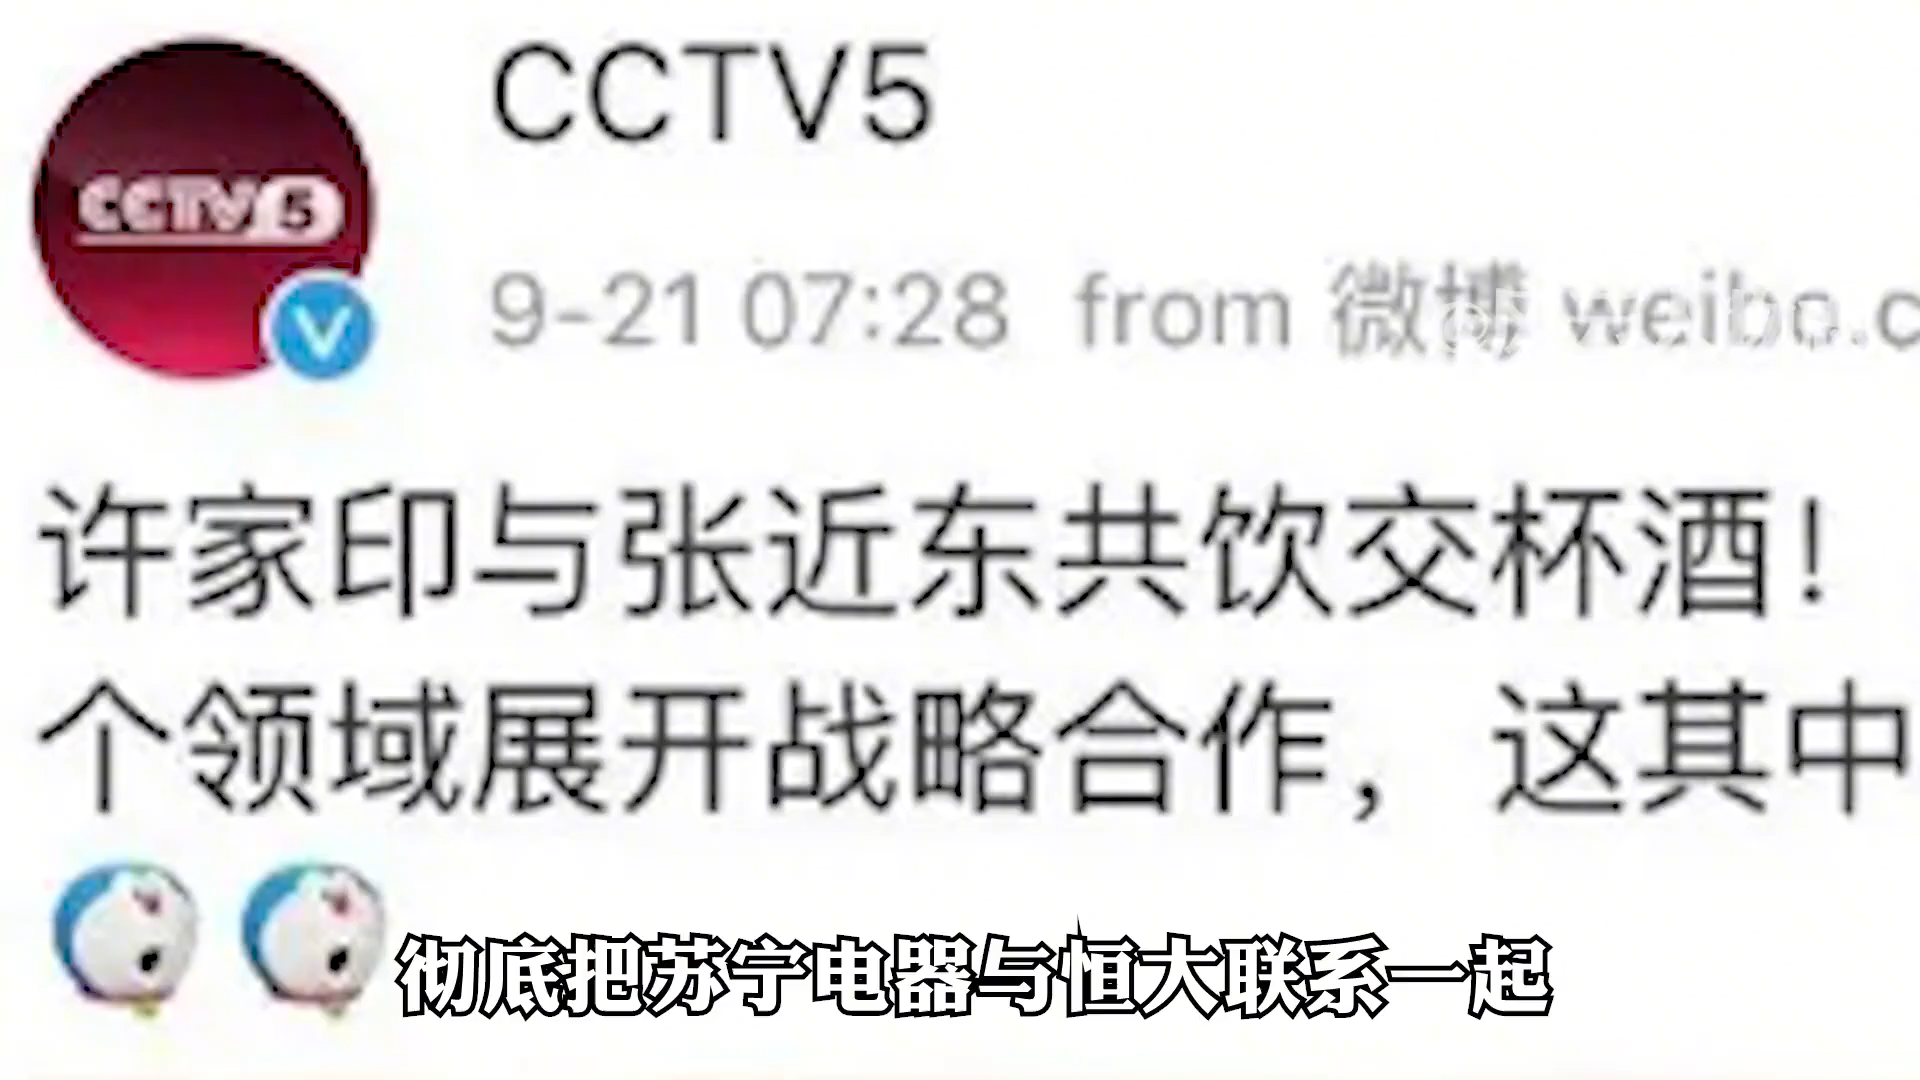 CCTV5
CCTV5
9-21 07:28 from 微博 weibo.c
许家印与张近东共饮交杯酒！
个领域展开战略合作，这其中
彻底把苏宁电器与恒大联系一起